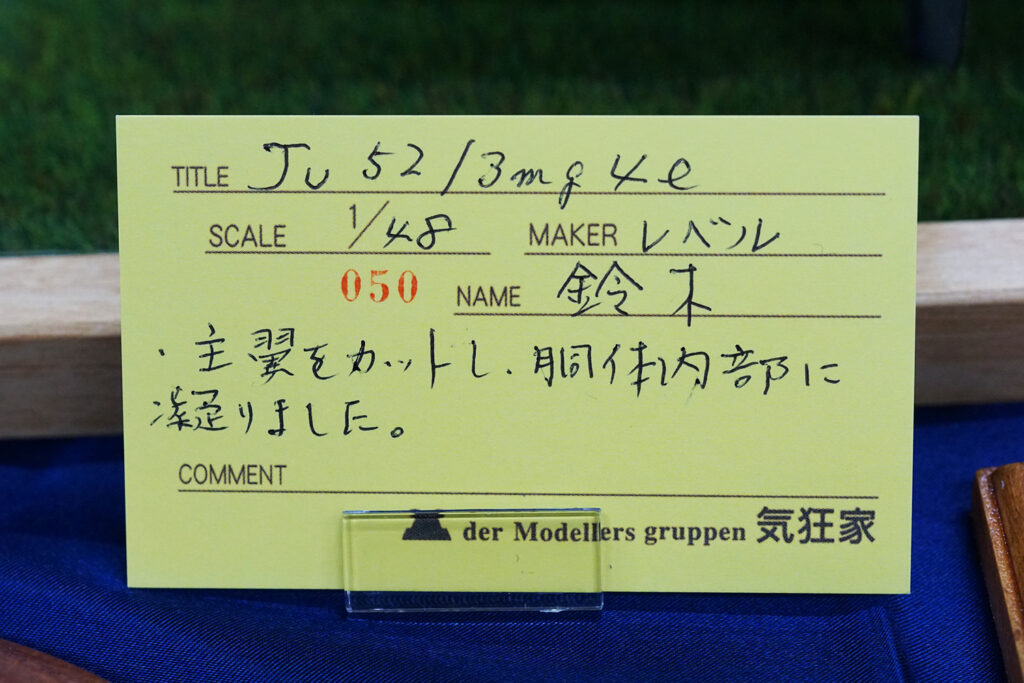 TITLE Ju 52/3mg4e
SCALE 1/48 MAKER レベル
050 NAME 鈴木
・主翼をカットし、胴体内部に
凝りました。
COMMENT
der Modellers gruppen 気狂家